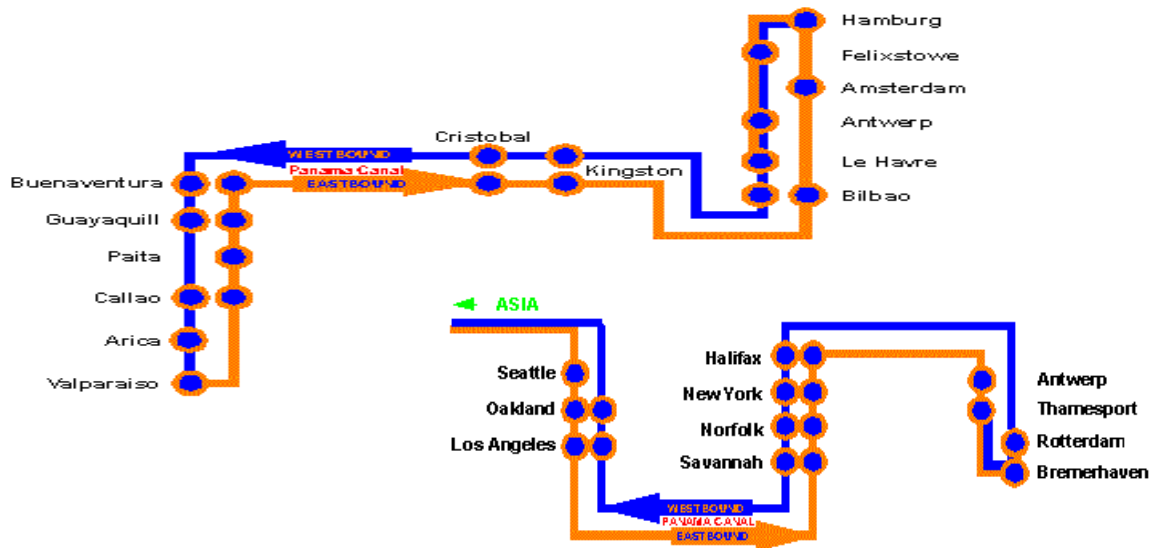 Hamburg
Felixstowe
Amsterdam
Antwerp
Le Havre
Bilbao
Cristobal
Kingston
WESTBOUND
Panama Canal
EASTBOUND
Buenaventura
Guayaquill
Paita
Callao
Arica
Valparaiso
ASIA
Seattle
Oakland
Los Angeles
Halifax
New York
Norfolk
Savannah
Antwerp
Thamesport
Rotterdam
Bremerhaven
WESTBOUND
PANAMA CANAL
EASTBOUND